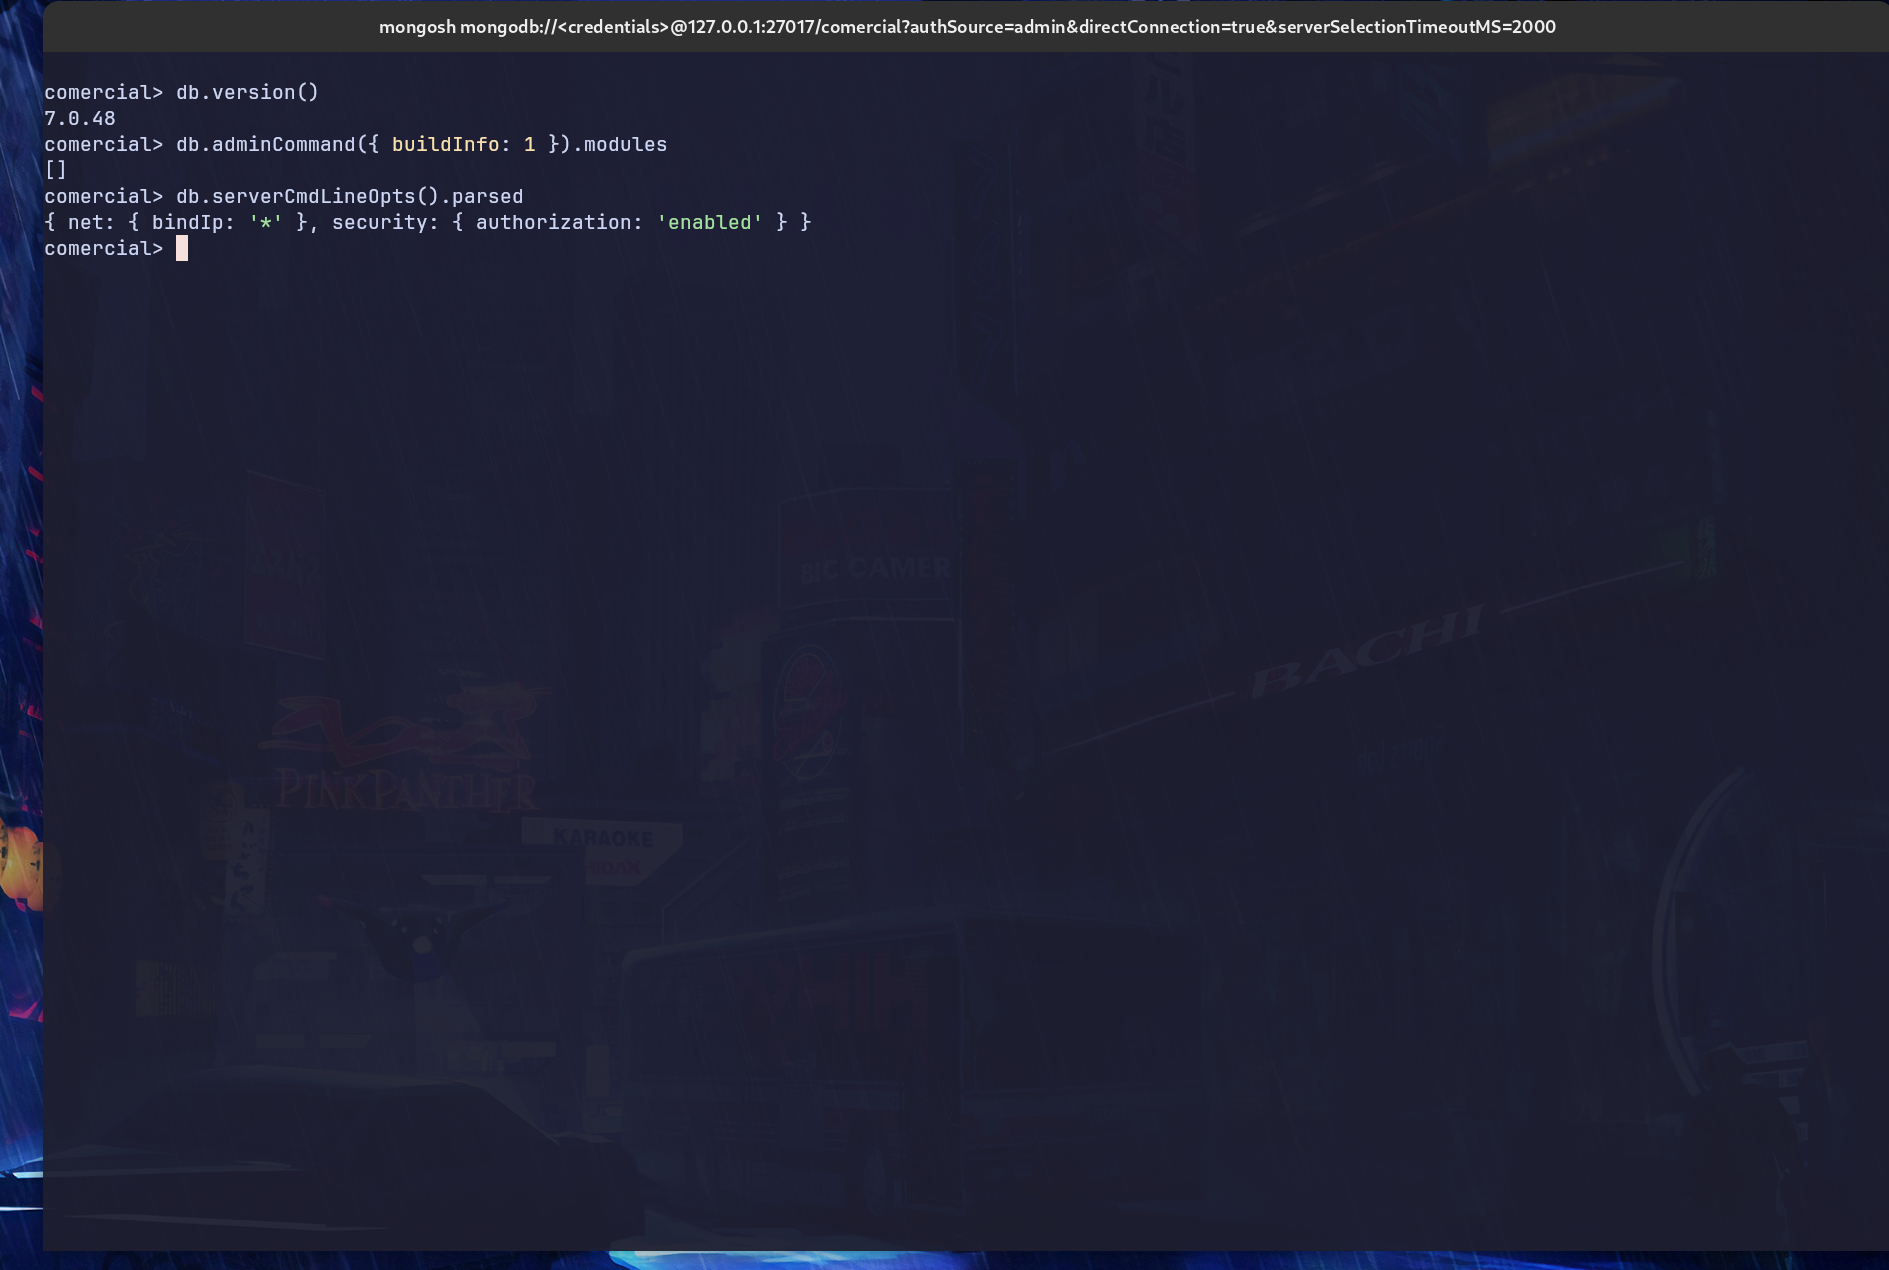 mongosh mongodb://<credentials>@127.0.0.1:27017/comercial?authSource=admin&directConnection=true&serverSelectionTimeoutMS=2000
comercial> db.version()
7.0.48
comercial> db.adminCommand({ buildInfo: 1 }).modules
[]
comercial> db.serverCmdLineOpts().parsed
{ net: { bindIp: '*' }, security: { authorization: 'enabled' } }
comercial>
BIC CAMER
BACHI
PINK PANTHER
KARAOKE